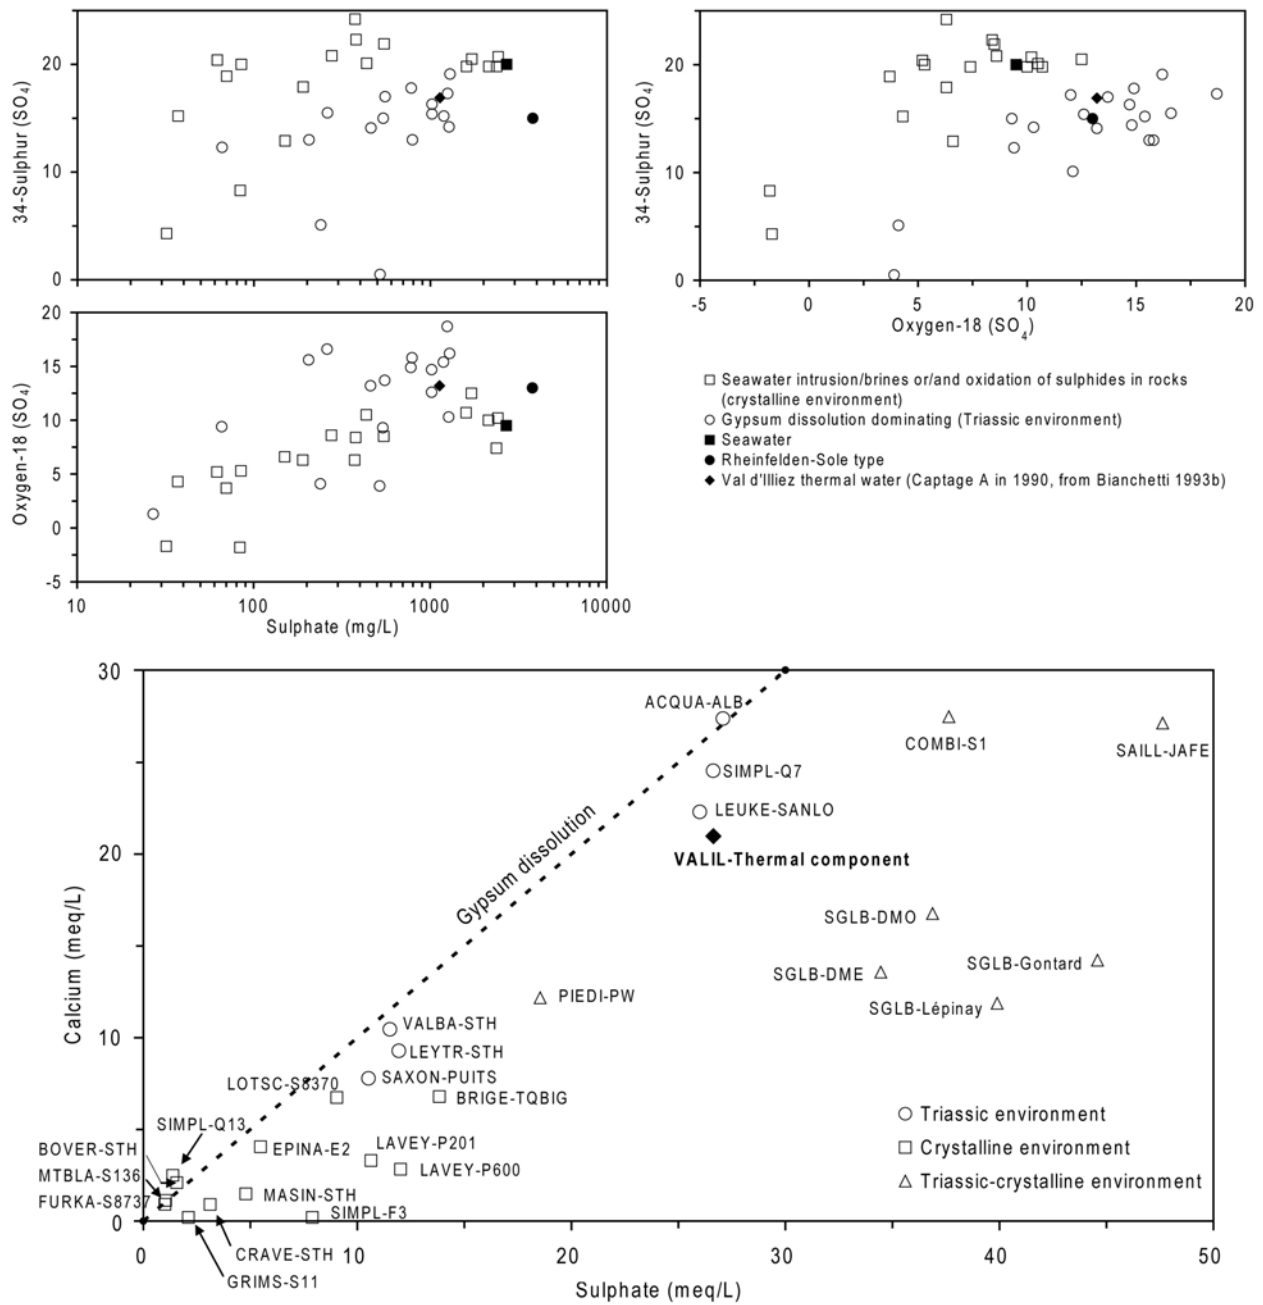 20
10
0
34-Sulphur (SO4)
20
10
0
34-Sulphur (SO4)
-5
0
5
10
15
20
Oxygen-18 (SO4)
20
15
10
5
0
-5
Oxygen-18 (SO4)
10
100
1000
10000
Sulphate (mg/L)
Seawater intrusion/brines or/and oxidation of sulphides in rocks
(crystalline environment)
Gypsum dissolution dominating (Triassic environment)
Seawater
Rheinfelden-Sole type
Val d'Illiez thermal water (Captage A in 1990, from Bianchetti 1993b)
30
20
10
0
Calcium (meq/L)
ACQUA-ALB
COMBI-S1
SAILL-JAFE
SIMPL-Q7
LEUKE-SANLO
VALIL-Thermal component
Gypsum dissolution
SGLB-DMO
SGLB-Gontard
SGLB-DME
SGLB-Lépinay
PIEDI-PW
VALBA-STH
LEYTR-STH
SAXON-PUITS
LOTSC-S8370
BRIGE-TQBIG
SIMPL-Q13
BOVER-STH
EPINA-E2
LAVEY-P201
MTBLA-S136
LAVEY-P600
FURKA-S8737
MASIN-STH
SIMPL-F3
CRAVE-STH
GRIMS-S11
Triassic environment
Crystalline environment
Triassic-crystalline environment
0
10
20
30
40
50
Sulphate (meq/L)